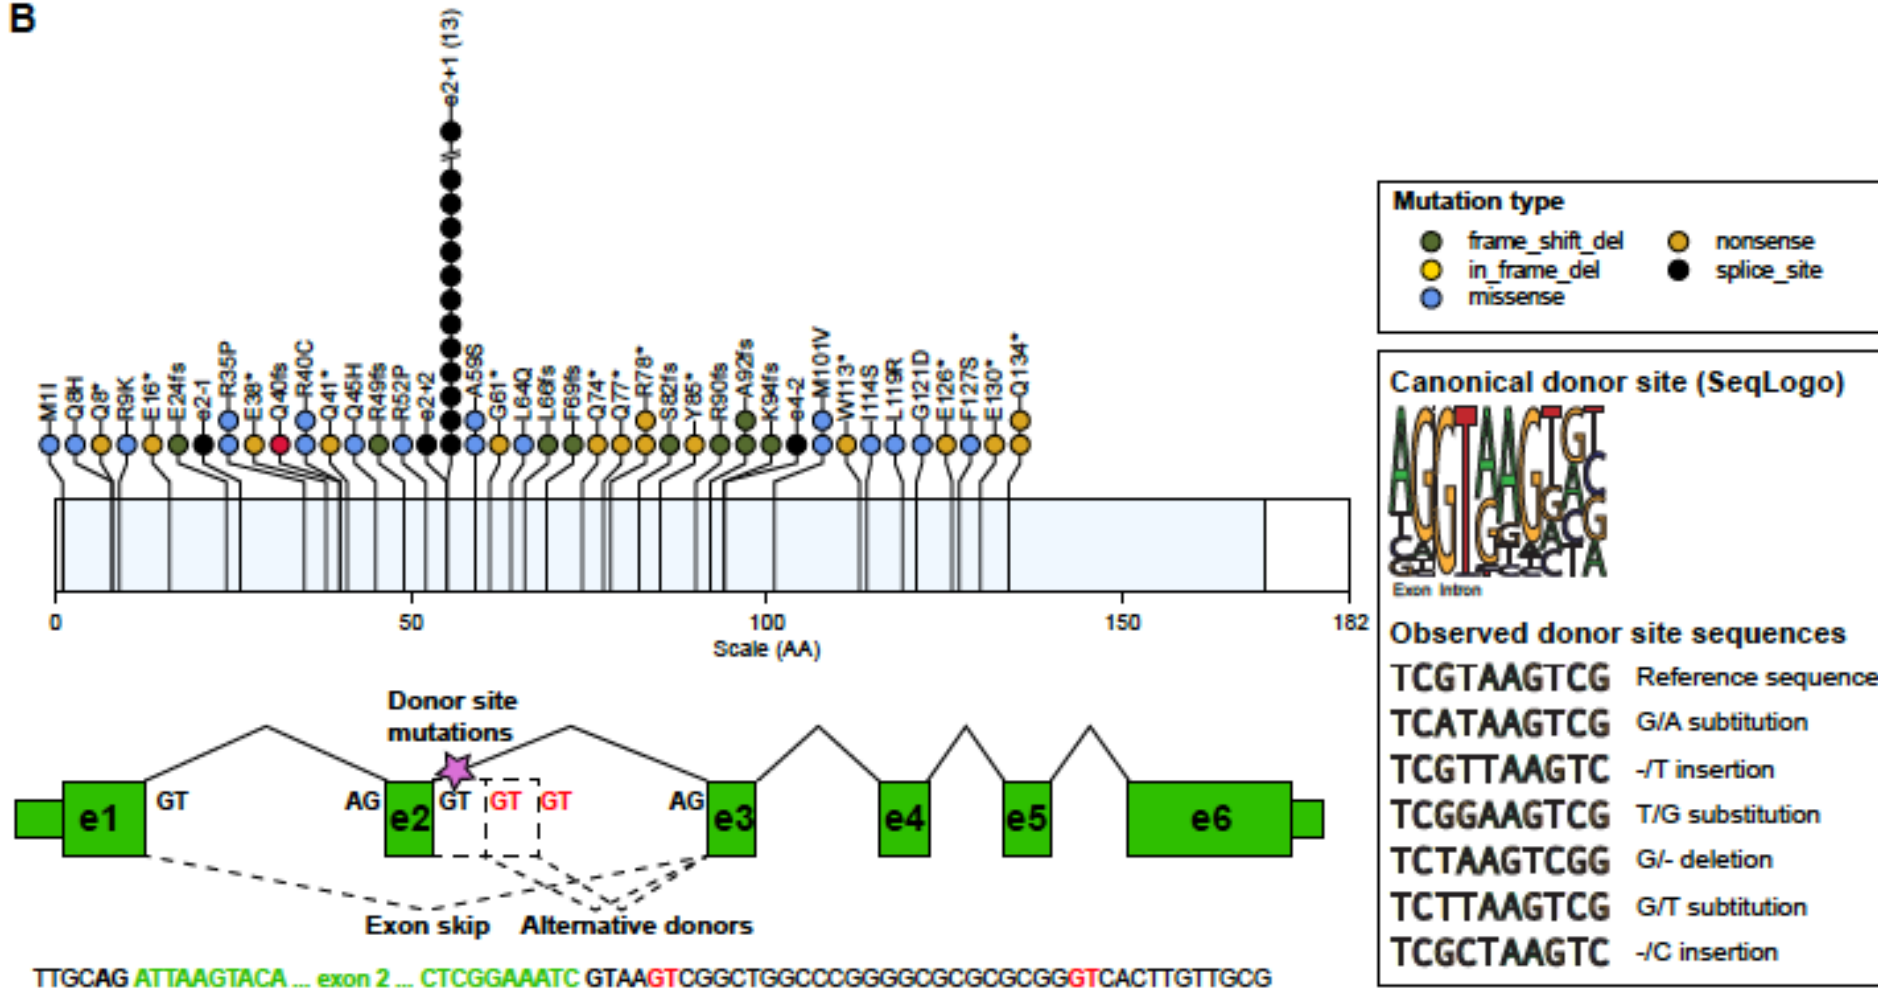 B
e2+1 (13)
M1I
Q8H
Q8*
R9K
E16*
E24fs
e2-1
R35P
E38*
Q40fs
R40C
Q41*
Q45H
R49fs
R52P
e2+2
A59S
G61*
L64Q
L66fs
F69fs
Q74*
Q77*
R78*
S82fs
Y85*
R90fs
A92fs
K94fs
e4-2
M101V
W113*
I114S
L119R
G121D
E126*
F127S
E130*
Q134*
0 50 100 150 182
Scale (AA)
Mutation type
frame_shift_del nonsense
in_frame_del splice_site
missense
Canonical donor site (SeqLogo)
Exon Intron
Observed donor site sequences
TCGTAAGTCG Reference sequence
TCATAAGTCG G/A subtitution
TCGTTAAGTC -/T insertion
TCGGAAGTCG T/G substitution
TCTAAGTCGG G/- deletion
TCTTAAGTCG G/T subtitution
TCGCTAAGTC -/C insertion
Donor site
mutations
e1 GT AG e2 GT GT GT AG e3 e4 e5 e6
Exon skip Alternative donors
TTGCAG ATTAAGTACA ... exon 2 ... CTCGGAAATC GTAAGTCGGCTGGCCCGGGGCGCGCGCGGGTCACTTGTTGCG